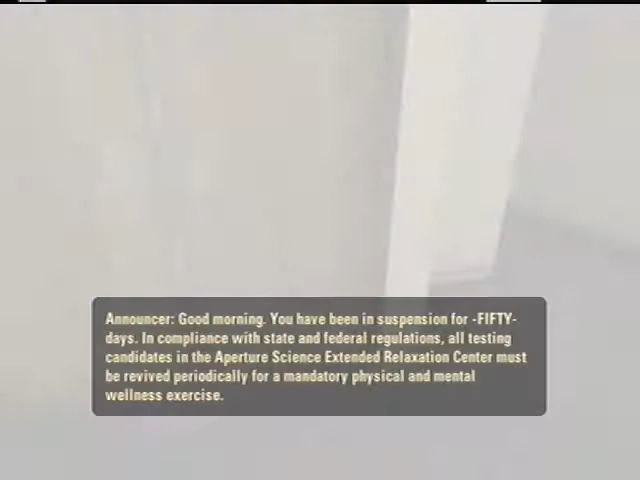 Announcer: Good morning. You have been in suspension for -FIFTY-
days. In compliance with state and federal regulations, all testing
candidates in the Aperture Science Extended Relaxation Center must
be revived periodically for a mandatory physical and mental
wellness exercise.